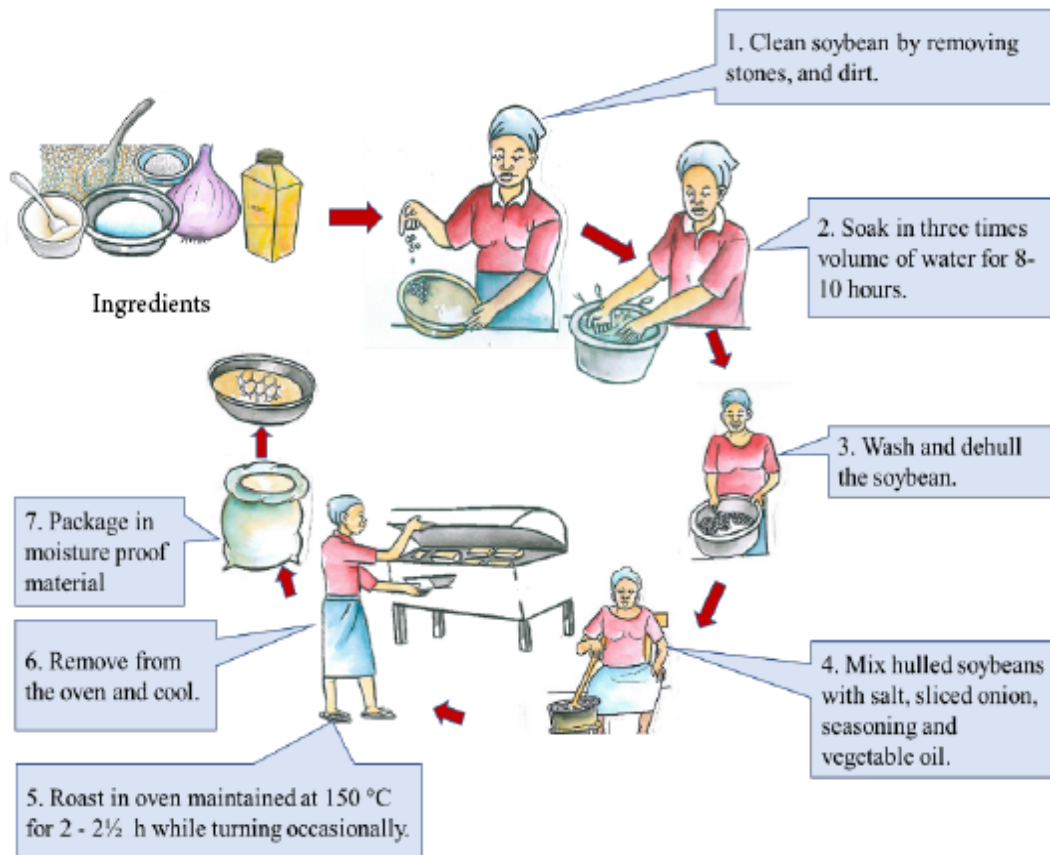 1. Clean soybean by removing
stones, and dirt.
2. Soak in three times
volume of water for 8-
10 hours.
Ingredients
3. Wash and dehull
the soybean.
4. Mix hulled soybeans
with salt, sliced onion,
seasoning and
vegetable oil.
5. Roast in oven maintained at 150 °C
for 2 - 2½ h while turning occasionally.
6. Remove from
the oven and cool.
7. Package in
moisture proof
material